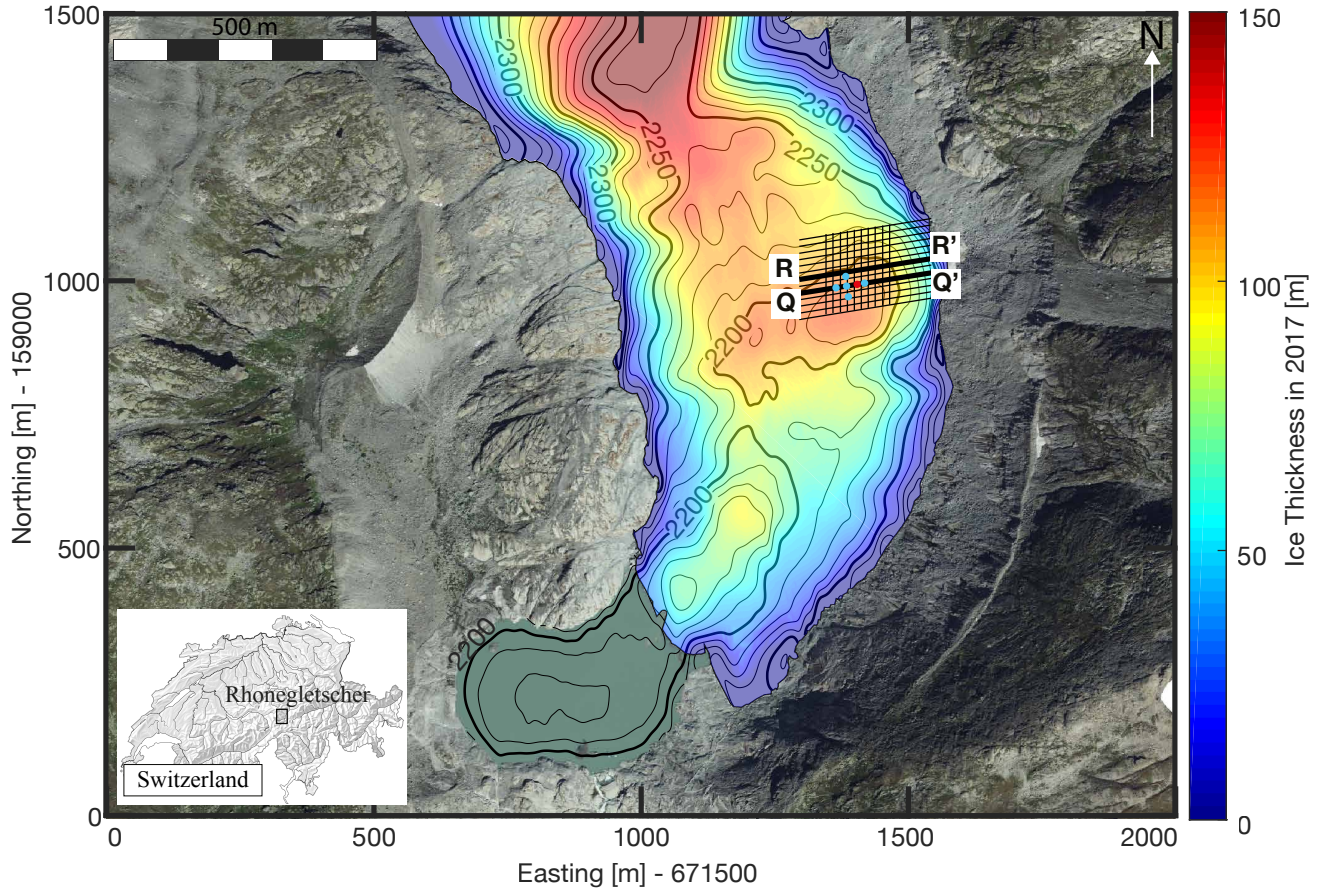 1500
500 m
N
150
2300
2300
2250
2250
2300
R
R'
Q
Q'
1000
100
2200
Northing [m] - 159000
Ice Thickness in 2017 [m]
2200
500
50
2200
Rhonegletscher
Switzerland
0
0
0
500
1000
1500
2000
Easting [m] - 671500